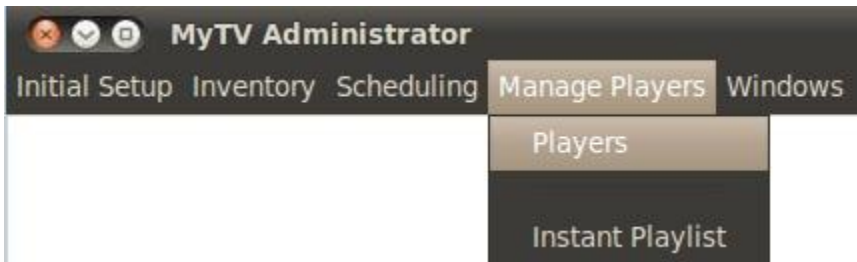 MyTV Administrator
Initial Setup Inventory Scheduling Manage Players Windows
Players
Instant Playlist